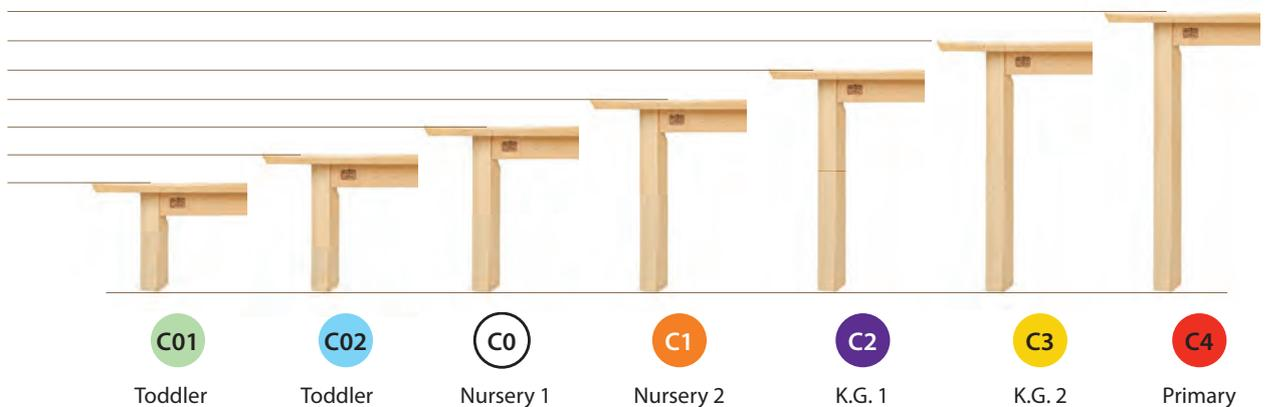 C01 C02 C0 C1 C2 C3 C4
Toddler Toddler Nursery 1 Nursery 2 K.G. 1 K.G. 2 Primary